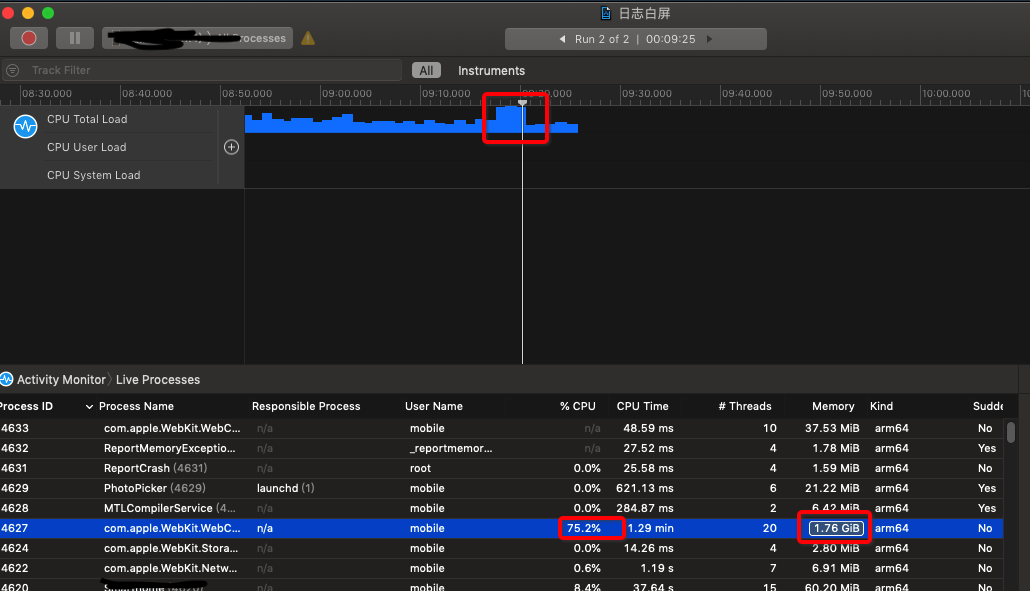 日志白屏
All Processes
Run 2 of 2 | 00:09:25
Track Filter
All Instruments
08:30.000 08:40.000 08:50.000 09:00.000 09:10.000 09:20.000 09:30.000 09:40.000 09:50.000 10:00.000
CPU Total Load
CPU User Load
CPU System Load
Activity Monitor Live Processes
Process ID Process Name Responsible Process User Name % CPU CPU Time # Threads Memory Kind Sudde
4633 com.apple.WebKit.WebC... n/a mobile n/a 48.59 ms 10 37.53 MiB arm64 No
4632 ReportMemoryExceptio... n/a _reportmemor... n/a 27.52 ms 4 1.78 MiB arm64 Yes
4631 ReportCrash (4631) n/a root 0.0% 25.58 ms 4 1.59 MiB arm64 No
4629 PhotoPicker (4629) launchd (1) mobile 0.0% 621.13 ms 6 21.22 MiB arm64 Yes
4628 MTLCompilerService (4... n/a mobile 0.0% 284.87 ms 2 6.42 MiB arm64 Yes
4627 com.apple.WebKit.WebC... n/a mobile 75.2% 1.29 min 20 1.76 GiB arm64 No
4624 com.apple.WebKit.Stora... n/a mobile 0.0% 14.26 ms 4 2.80 MiB arm64 No
4622 com.apple.WebKit.Netw... n/a mobile 0.6% 1.19 s 7 6.91 MiB arm64 No
4620 n/a mobile 8.4% 37.64 s 15 60.20 MiB arm64 No